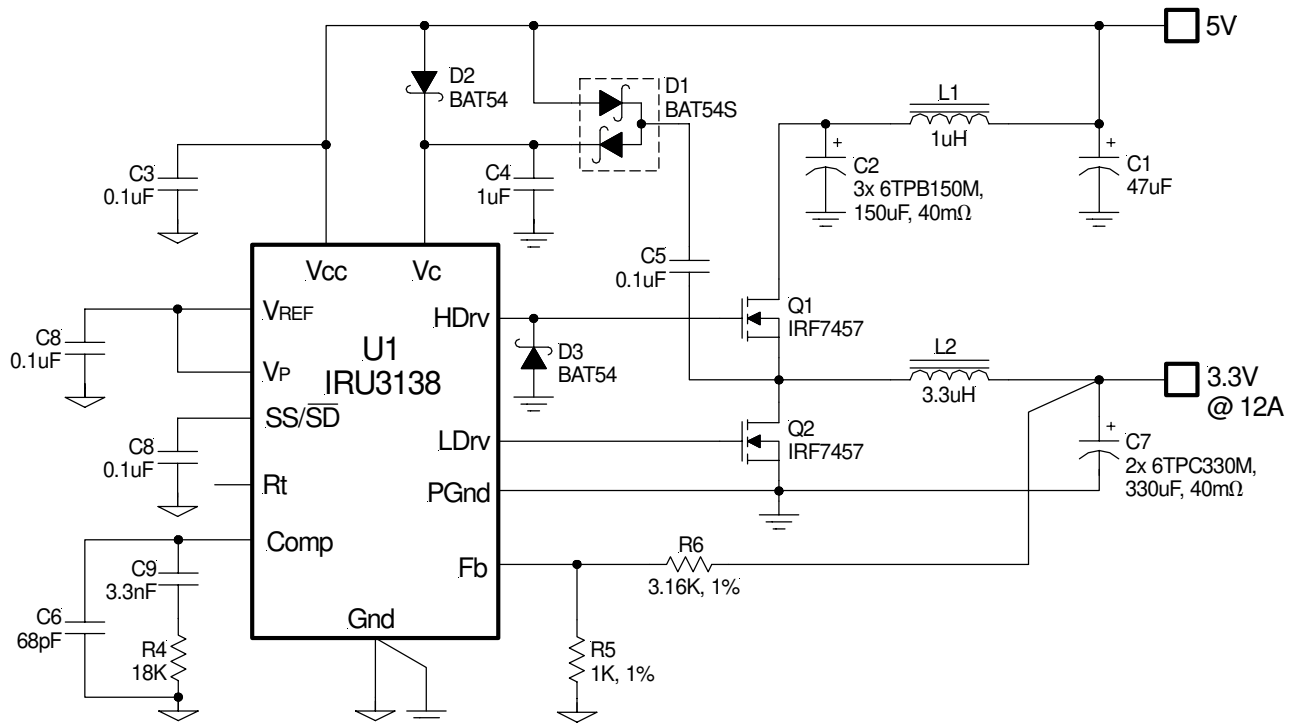 5V
D2
BAT54
D1
BAT54S
L1
1uH
C3
0.1uF
C4
1uF
C2
3x 6TPB150M,
150uF, 40mΩ
C1
47uF
C5
0.1uF
Vcc
Vc
VREF
HDrv
Q1
IRF7457
C8
0.1uF
U1
IRU3138
D3
BAT54
L2
3.3uH
3.3V
@ 12A
VP
SS/SD
LDrv
Q2
IRF7457
C7
2x 6TPC330M,
330uF, 40mΩ
C8
0.1uF
Rt
PGnd
Comp
Fb
R6
3.16K, 1%
C9
3.3nF
C6
68pF
R4
18K
Gnd
R5
1K, 1%